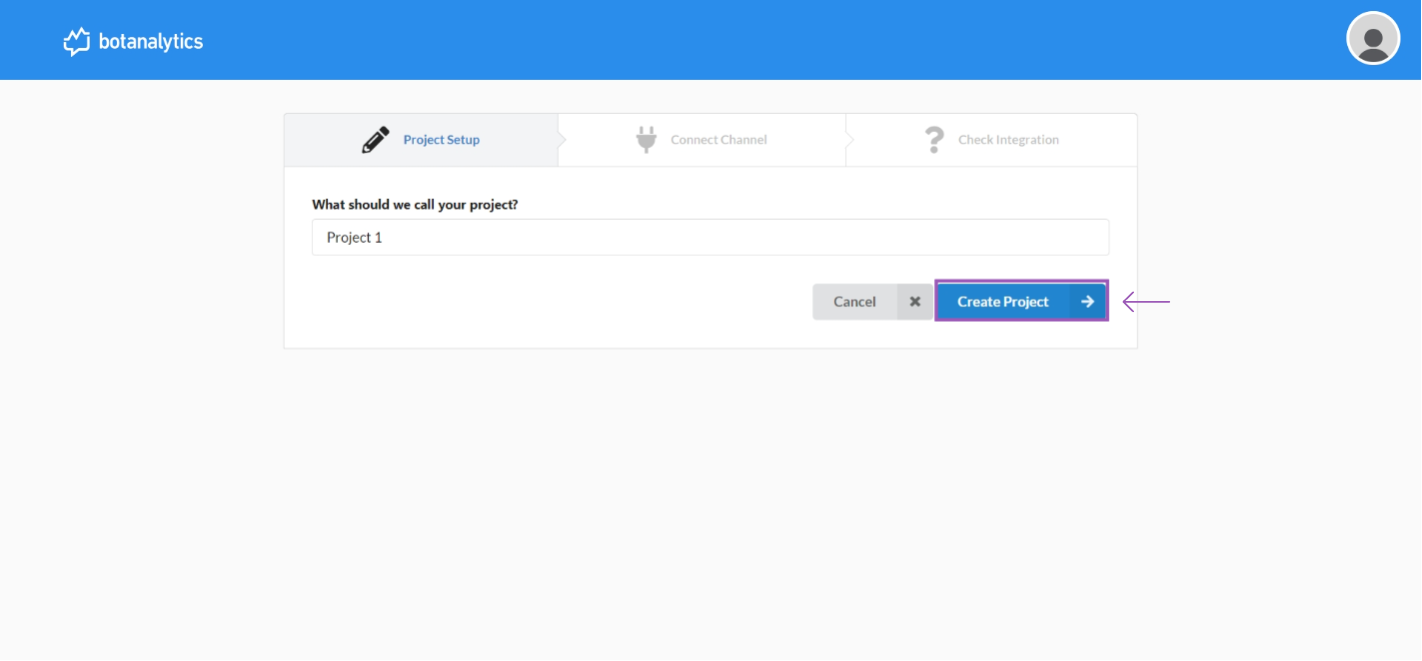 botanalytics
Project Setup
Connect Channel
Check Integration
What should we call your project?
Project 1
Cancel
Create Project